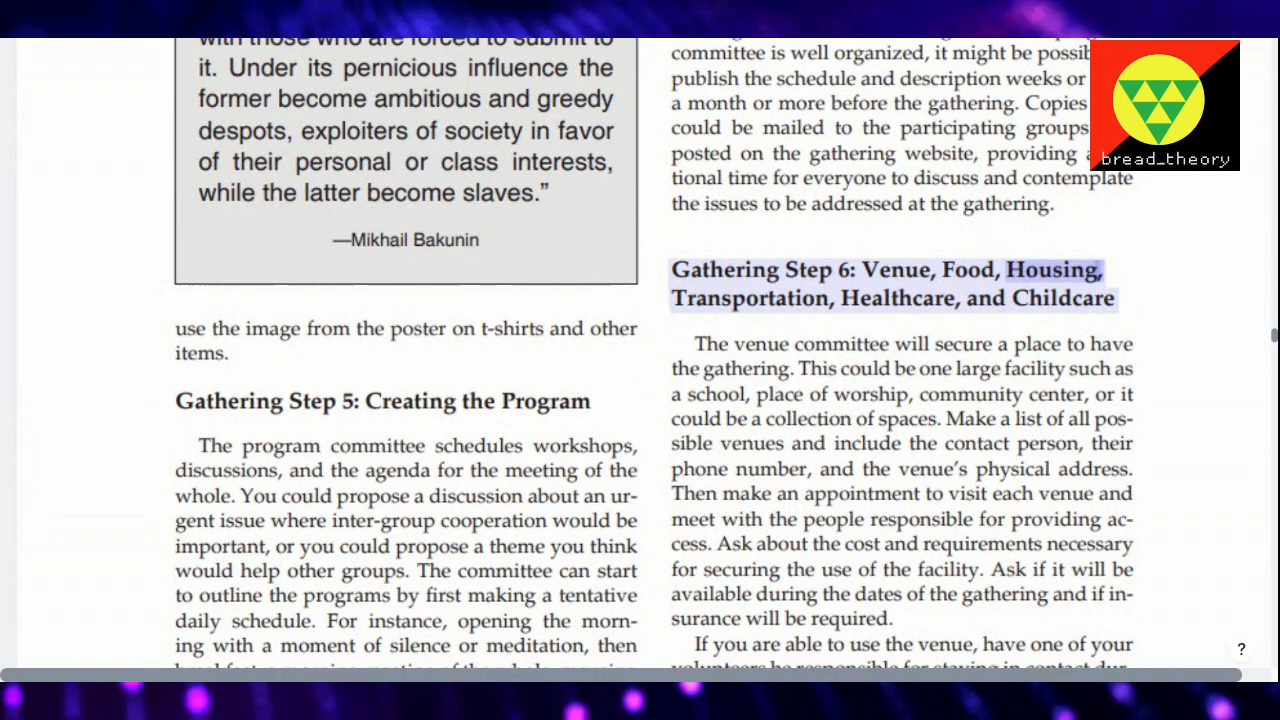 with those who are forced to submit to
it. Under its pernicious influence the
former become ambitious and greedy
despots, exploiters of society in favor
of their personal or class interests,
while the latter become slaves.”
—Mikhail Bakunin
use the image from the poster on t-shirts and other
items.
Gathering Step 5: Creating the Program
The program committee schedules workshops,
discussions, and the agenda for the meeting of the
whole. You could propose a discussion about an ur-
gent issue where inter-group cooperation would be
important, or you could propose a theme you think
would help other groups. The committee can start
to outline the programs by first making a tentative
daily schedule. For instance, opening the morn-
ing with a moment of silence or meditation, then
committee is well organized, it might be
publish the schedule and description weeks or
a month or more before the gathering. Copies
could be mailed to the participating groups
posted on the gathering website, providing
tional time for everyone to discuss and contemplate
the issues to be addressed at the gathering.
Gathering Step 6: Venue, Food, Housing,
Transportation, Healthcare, and Childcare
The venue committee will secure a place to have
the gathering. This could be one large facility such as
a school, place of worship, community center, or it
could be a collection of spaces. Make a list of all pos-
sible venues and include the contact person, their
phone number, and the venue’s physical address.
Then make an appointment to visit each venue and
meet with the people responsible for providing ac-
cess. Ask about the cost and requirements necessary
for securing the use of the facility. Ask if it will be
available during the dates of the gathering and if in-
surance will be required.
If you are able to use the venue, have one of your
bread_theory
?